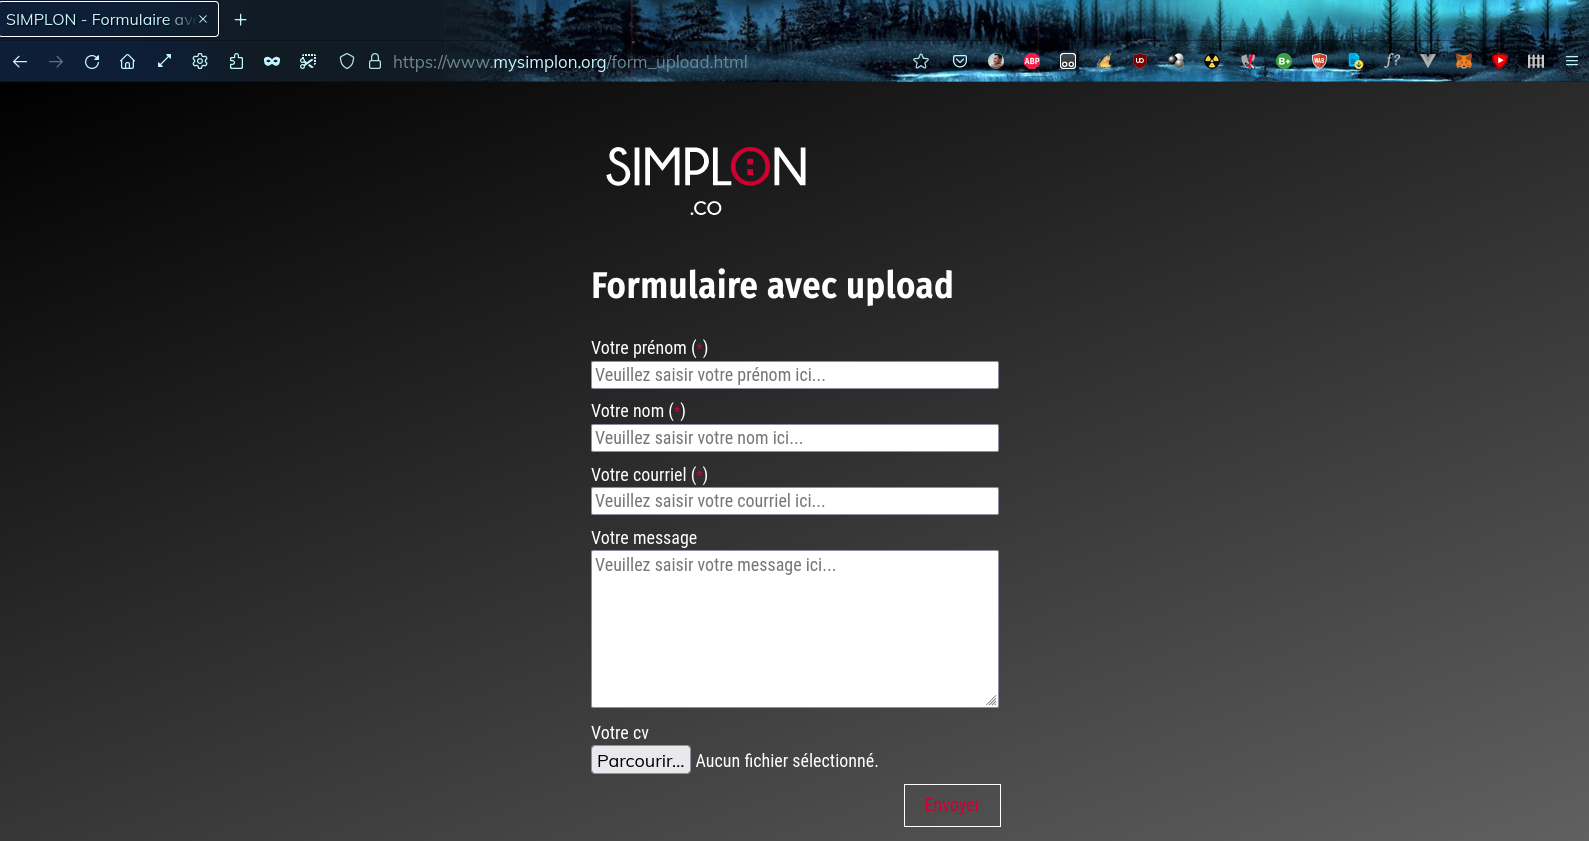 SIMPLON - Formulaire av
https://www.mysimplon.org/form_upload.html
ABP
UD
B+
f?
SIMPLON
.CO
Formulaire avec upload
Votre prénom (*)
Veuillez saisir votre prénom ici...
Votre nom (*)
Veuillez saisir votre nom ici...
Votre courriel (*)
Veuillez saisir votre courriel ici...
Votre message
Veuillez saisir votre message ici...
Votre cv
Parcourir... Aucun fichier sélectionné.
Envoyer